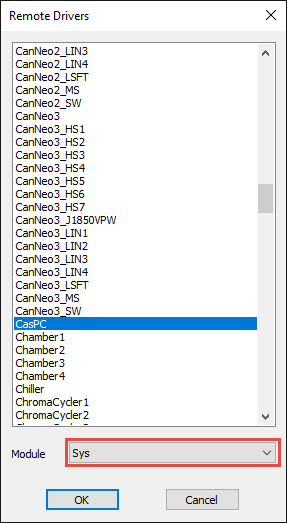 Remote Drivers
CanNeo2_LIN3
CanNeo2_LIN4
CanNeo2_LSFT
CanNeo2_MS
CanNeo2_SW
CanNeo3
CanNeo3_HS1
CanNeo3_HS2
CanNeo3_HS3
CanNeo3_HS4
CanNeo3_HS5
CanNeo3_HS6
CanNeo3_HS7
CanNeo3_J1850VPW
CanNeo3_LIN1
CanNeo3_LIN2
CanNeo3_LIN3
CanNeo3_LIN4
CanNeo3_LSFT
CanNeo3_MS
CanNeo3_SW
CasPC
Chamber1
Chamber2
Chamber3
Chamber4
Chiller
ChromaCycler1
ChromaCycler2
Module Sys
OK Cancel